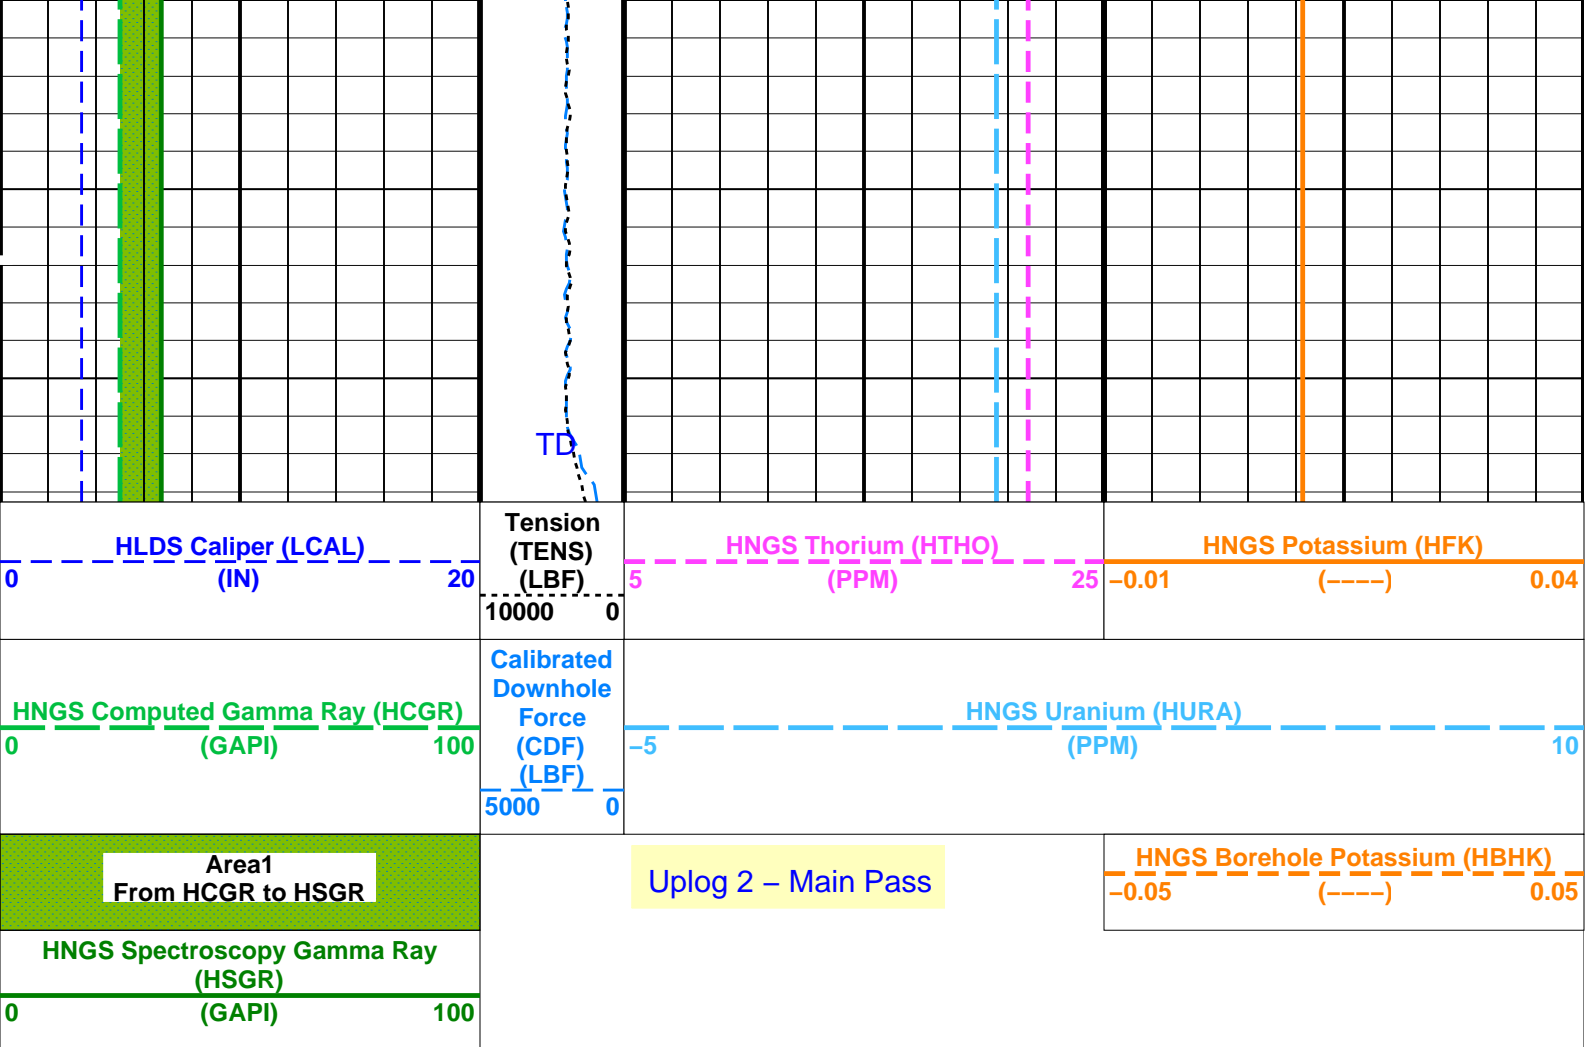 TD
HLDS Caliper (LCAL)
0 (IN) 20
Tension
(TENS)
(LBF)
10000 0
HNGS Thorium (HTHO)
5 (PPM) 25
HNGS Potassium (HFK)
−0.01 (−−−−) 0.04
HNGS Computed Gamma Ray (HCGR)
0 (GAPI) 100
Calibrated
Downhole
Force
(CDF)
(LBF)
5000 0
HNGS Uranium (HURA)
−5 (PPM) 10
Area1
From HCGR to HSGR
Uplog 2 – Main Pass
HNGS Borehole Potassium (HBHK)
−0.05 (−−−−) 0.05
HNGS Spectroscopy Gamma Ray
(HSGR)
0 (GAPI) 100